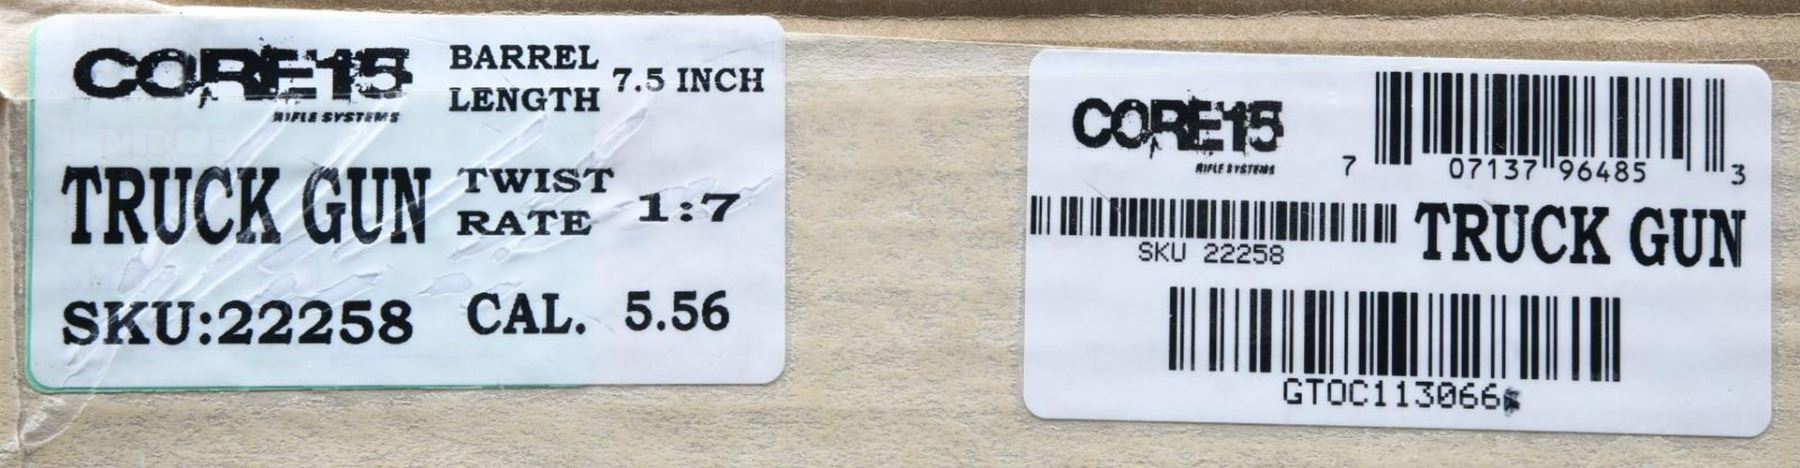 CORE15
RIFLE SYSTEMS
BARREL LENGTH 7.5 INCH
TRUCK GUN
TWIST RATE 1:7
SKU:22258
CAL. 5.56
CORE15
RIFLE SYSTEMS
7 07137 96485 3
SKU 22258
TRUCK GUN
GTOC113066